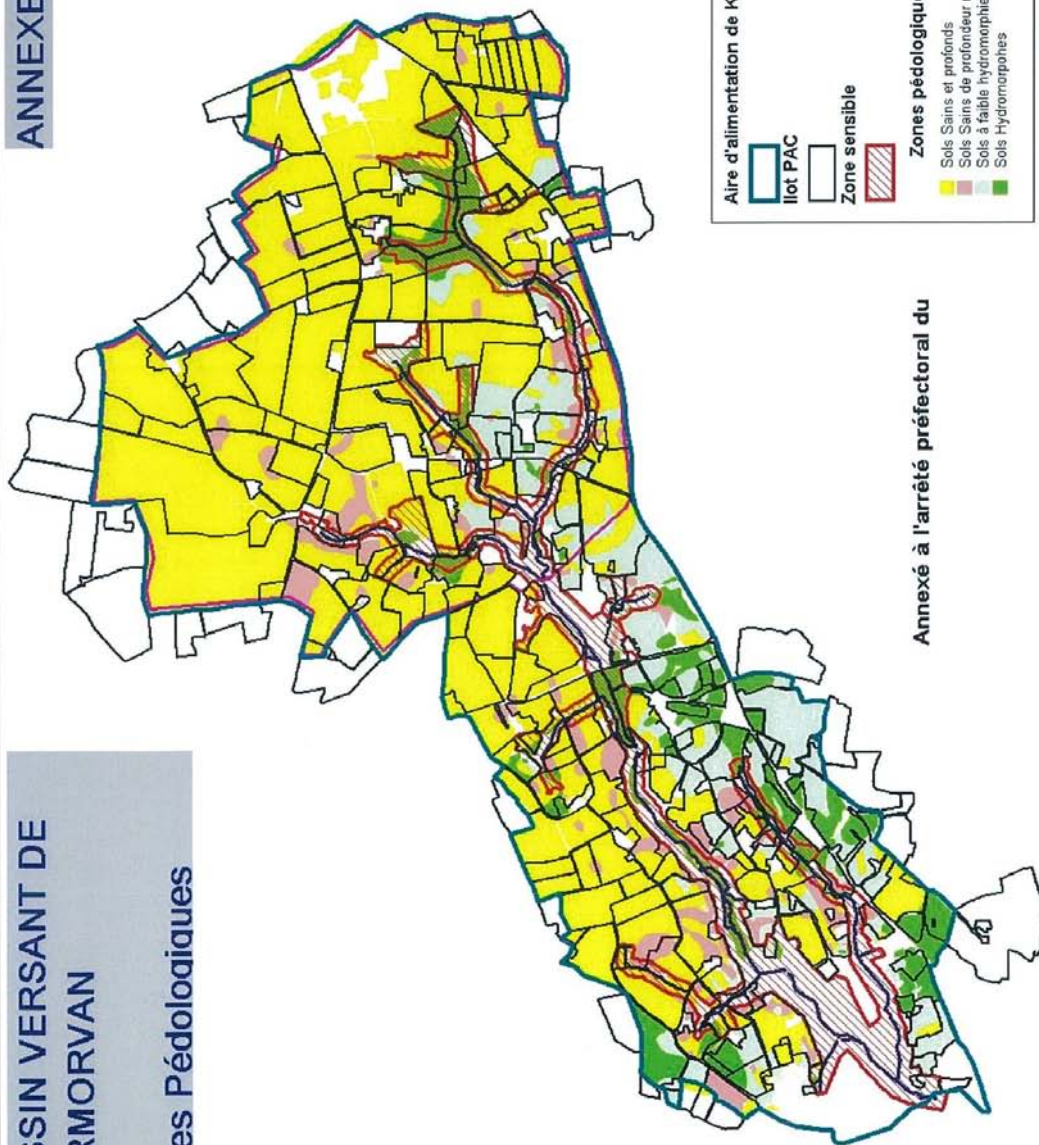 ANNEXE
SSIN VERSANT DE
RMORVAN
es Pédologiques
Aire d'alimentation de K
Ilot PAC
Zone sensible
Zones pédologique
Sols Sains et profonds
Sols Sains de profondeur
Sols à faible hydromorphie
Sols Hydromorpohes
Annexé à l'arrêté préfectoral du